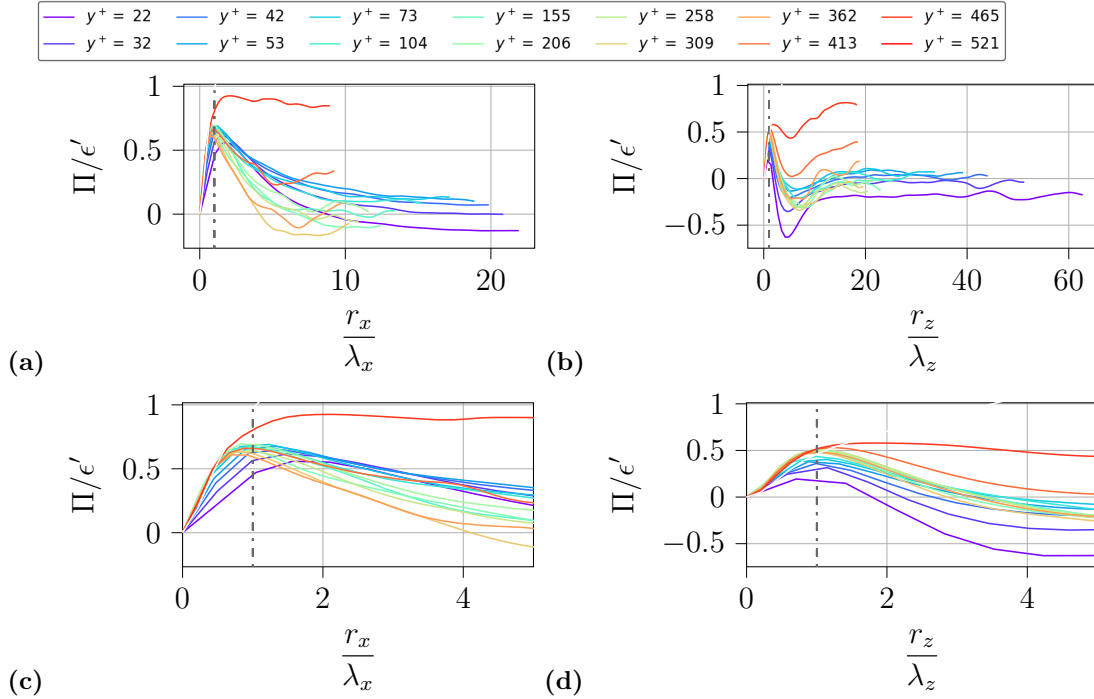 y⁺ = 22 y⁺ = 42 y⁺ = 73 y⁺ = 155 y⁺ = 258 y⁺ = 362 y⁺ = 465
y⁺ = 32 y⁺ = 53 y⁺ = 104 y⁺ = 206 y⁺ = 309 y⁺ = 413 y⁺ = 521
1
0.5
0
Π/ϵ′
0 10 20
r_x
λ_x
(a)
1
0.5
0
−0.5
Π/ϵ′
0 20 40 60
r_z
λ_z
(b)
1
0.5
0
Π/ϵ′
0 2 4
r_x
λ_x
(c)
1
0.5
0
−0.5
Π/ϵ′
0 2 4
r_z
λ_z
(d)